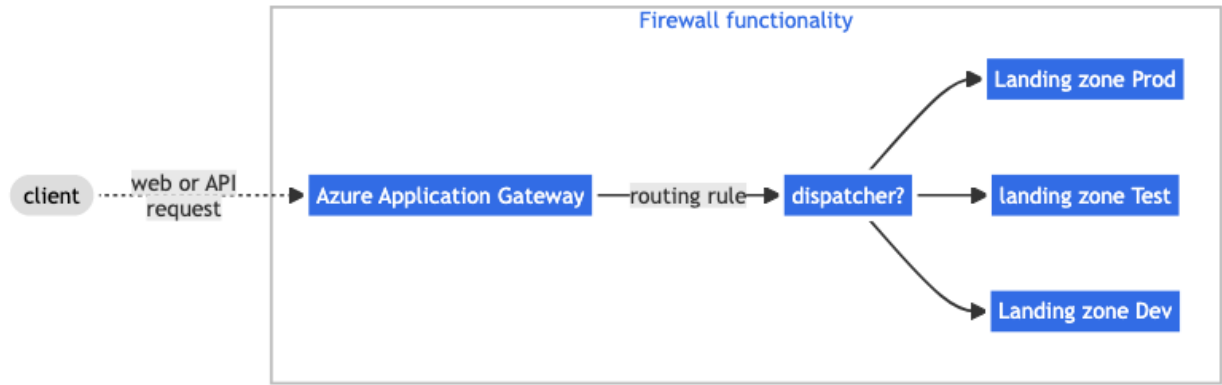 Firewall functionality
Landing zone Prod
client
web or API
request
Azure Application Gateway
routing rule
dispatcher?
landing zone Test
Landing zone Dev